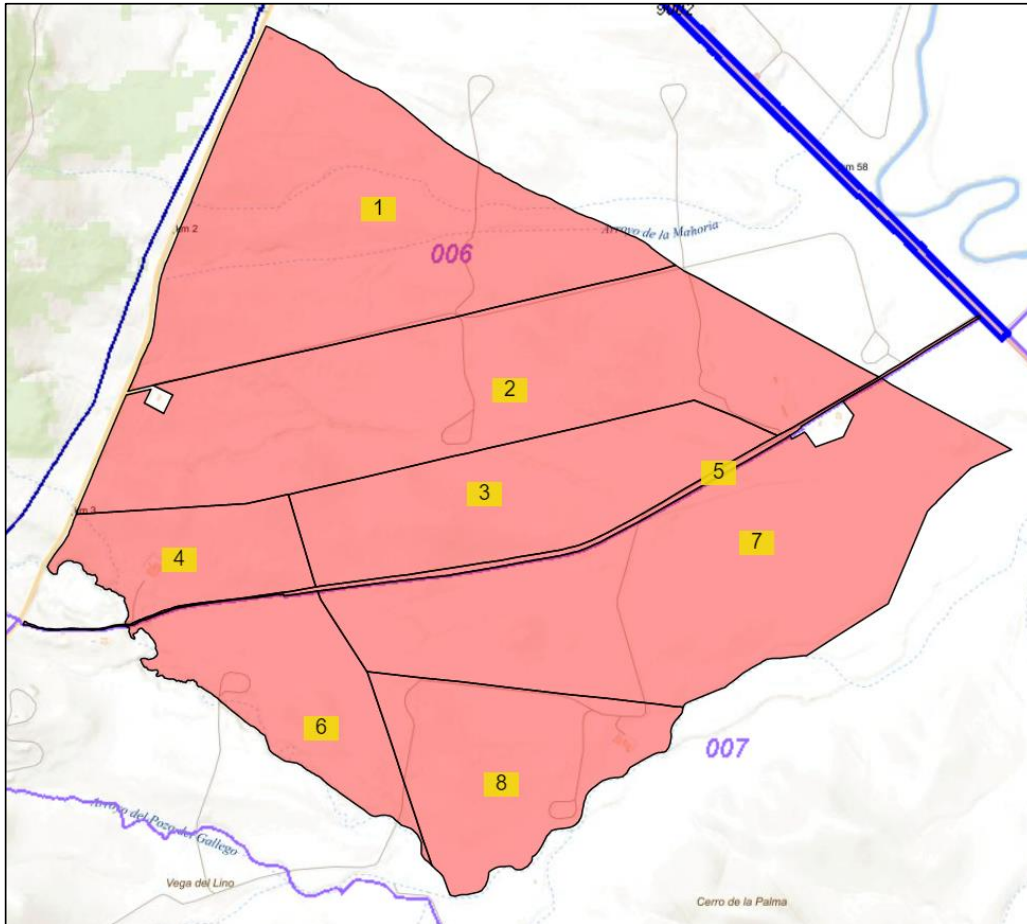 1
km 58
km 2
Arroyo de la Mahoria
006
2
5
3
km 3
7
4
6
007
8
Arroyo del Pozo del Gallego
Vega del Lino
Cerro de la Palma